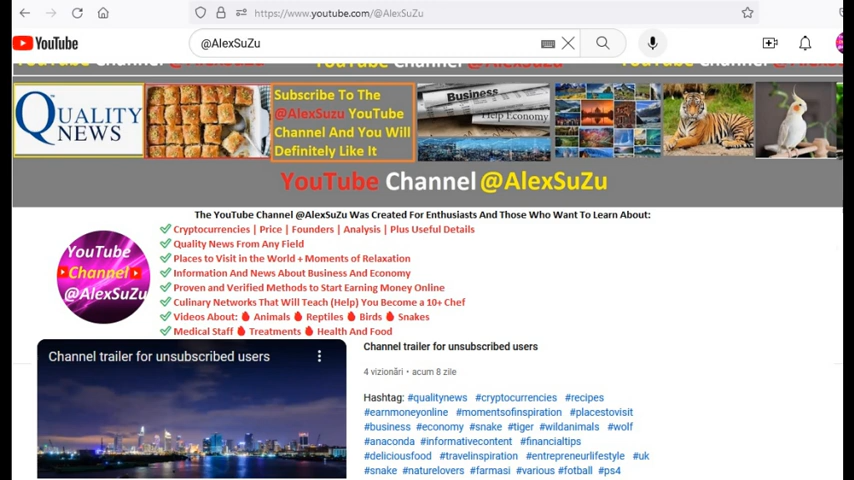 https://www.youtube.com/@AlexSuZu
YouTube
@AlexSuZu
QUALITY
NEWS
™
Subscribe To The
@AlexSuzu YouTube
Channel And You Will
Definitely Like It
Business
Help Economy
YouTube Channel @AlexSuZu
The YouTube Channel @AlexSuZu Was Created For Enthusiasts And Those Who Want To Learn About:
Cryptocurrencies | Price | Founders | Analysis | Plus Useful Details
Quality News From Any Field
Places to Visit in the World + Moments of Relaxation
Information And News About Business And Economy
Proven and Verified Methods to Start Earning Money Online
Culinary Networks That Will Teach (Help) You Become a 10+ Chef
Videos About: Animals Reptiles Birds Snakes
Medical Staff Treatments Health And Food
YouTube
Channel
@AlexSuZu
Channel trailer for unsubscribed users
Channel trailer for unsubscribed users
4 vizionări • acum 8 zile
Hashtag: #qualitynews #cryptocurrencies #recipes
#earnmoneyonline #momentsofinspiration #placestovisit
#business #economy #snake #tiger #wildanimals #wolf
#anaconda #informativecontent #financialtips
#deliciousfood #travelinspiration #entrepreneurlifestyle #uk
#snake #naturelovers #farmasi #various #fotball #ps4